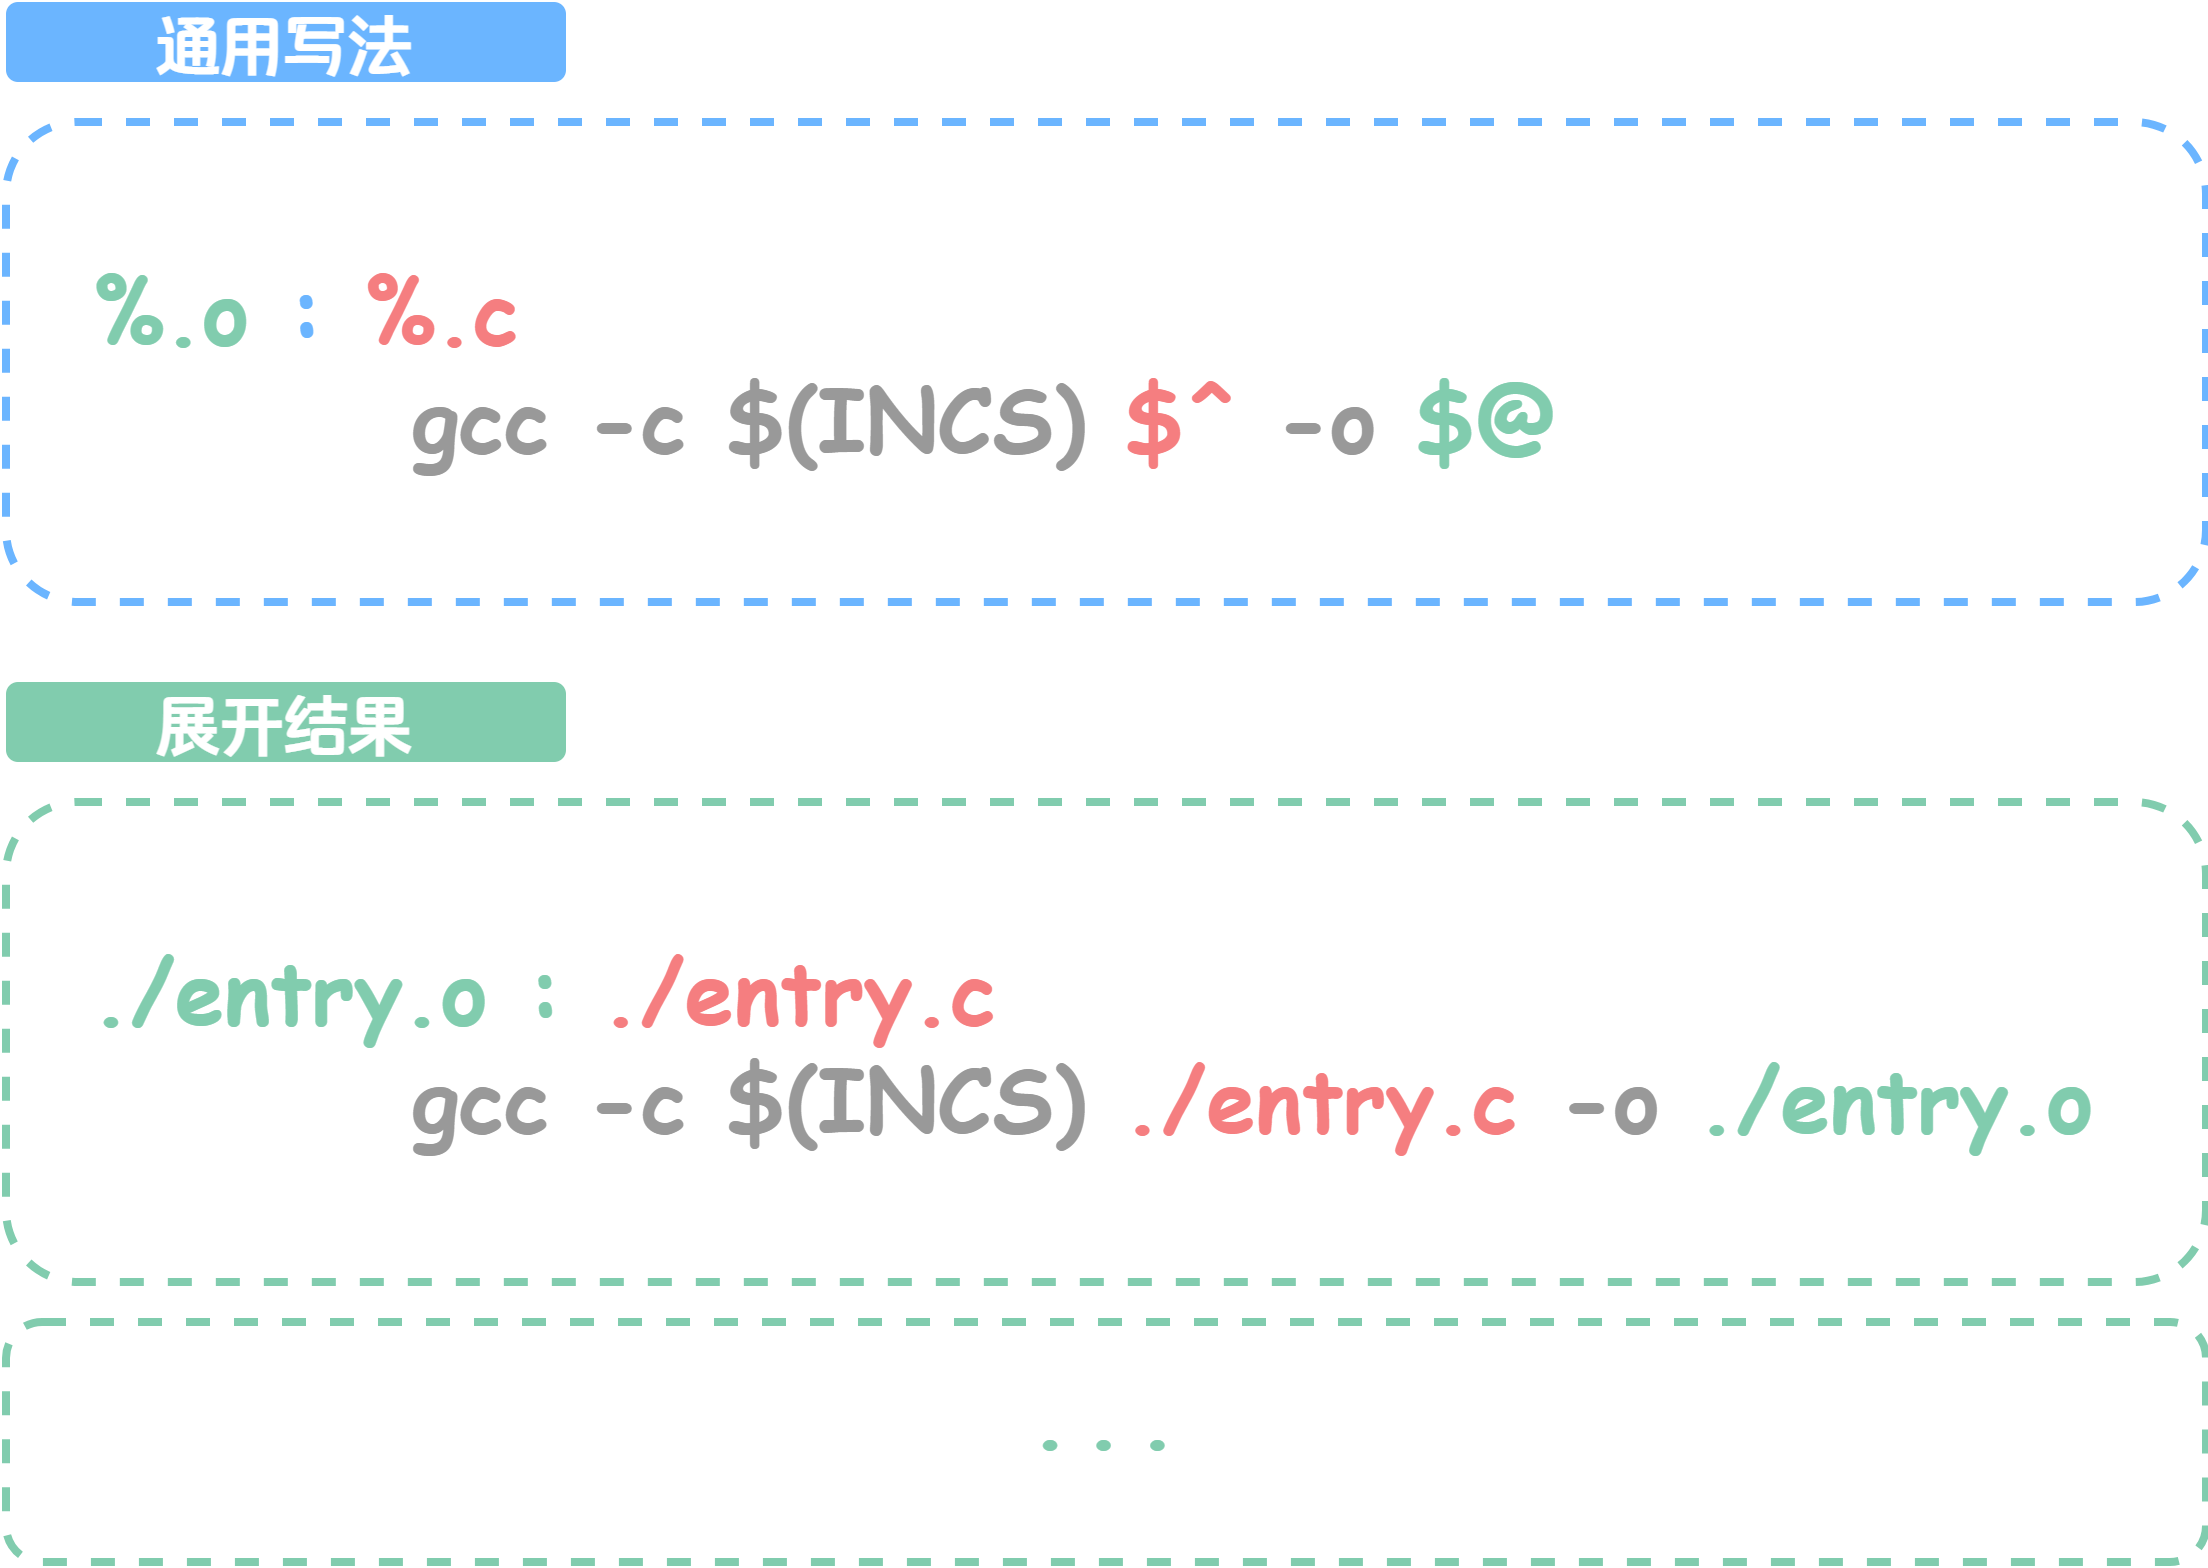 通用写法
%.o : %.c
gcc -c $(INCS) $^ -o $@
展开结果
./entry.o : ./entry.c
gcc -c $(INCS) ./entry.c -o ./entry.o
...